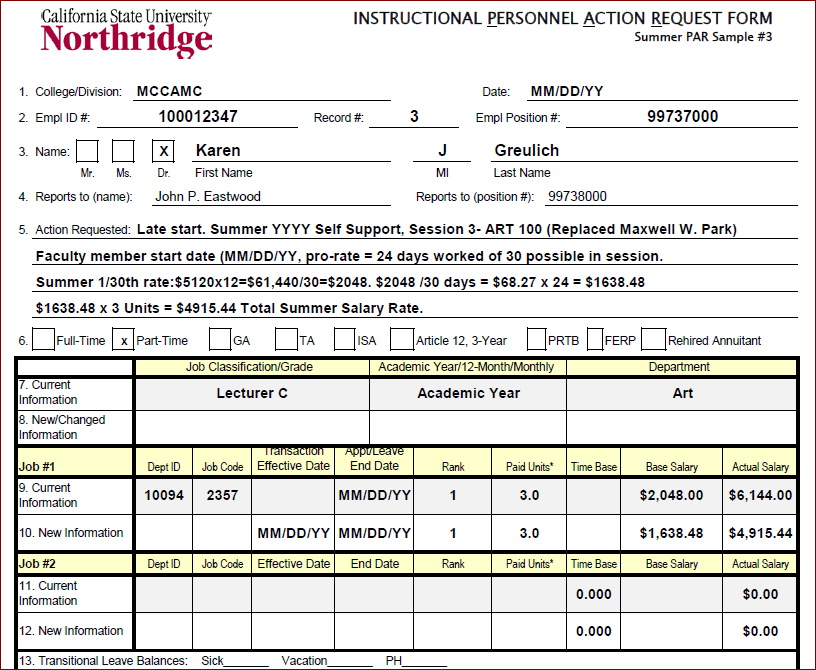 California State University
Northridge
INSTRUCTIONAL PERSONNEL ACTION REQUEST FORM
Summer PAR Sample #3
1. College/Division: MCCAMC Date: MM/DD/YY
2. Empl ID #: 100012347 Record #: 3 Empl Position #: 99737000
3. Name: X Karen J Greulich
Mr. Ms. Dr. First Name MI Last Name
4. Reports to (name): John P. Eastwood Reports to (position #): 99738000
5. Action Requested: Late start. Summer YYYY Self Support, Session 3- ART 100 (Replaced Maxwell W. Park)
Faculty member start date (MM/DD/YY, pro-rate = 24 days worked of 30 possible in session.
Summer 1/30th rate:$5120x12=$61,440/30=$2048. $2048 /30 days = $68.27 x 24 = $1638.48
$1638.48 x 3 Units = $4915.44 Total Summer Salary Rate.
6. Full-Time x Part-Time GA TA ISA Article 12, 3-Year PRTB FERP Rehired Annuitant
Job Classification/Grade Academic Year/12-Month/Monthly Department
7. Current Information Lecturer C Academic Year Art
8. New/Changed Information
Job #1 Dept ID Job Code Transaction Effective Date Appt/Leave End Date Rank Paid Units* Time Base Base Salary Actual Salary
9. Current Information 10094 2357 MM/DD/YY 1 3.0 $2,048.00 $6,144.00
10. New Information MM/DD/YY MM/DD/YY 1 3.0 $1,638.48 $4,915.44
Job #2 Dept ID Job Code Effective Date End Date Rank Paid Units* Time Base Base Salary Actual Salary
11. Current Information 0.000 $0.00
12. New Information 0.000 $0.00
13. Transitional Leave Balances: Sick_______ Vacation_______ PH_______